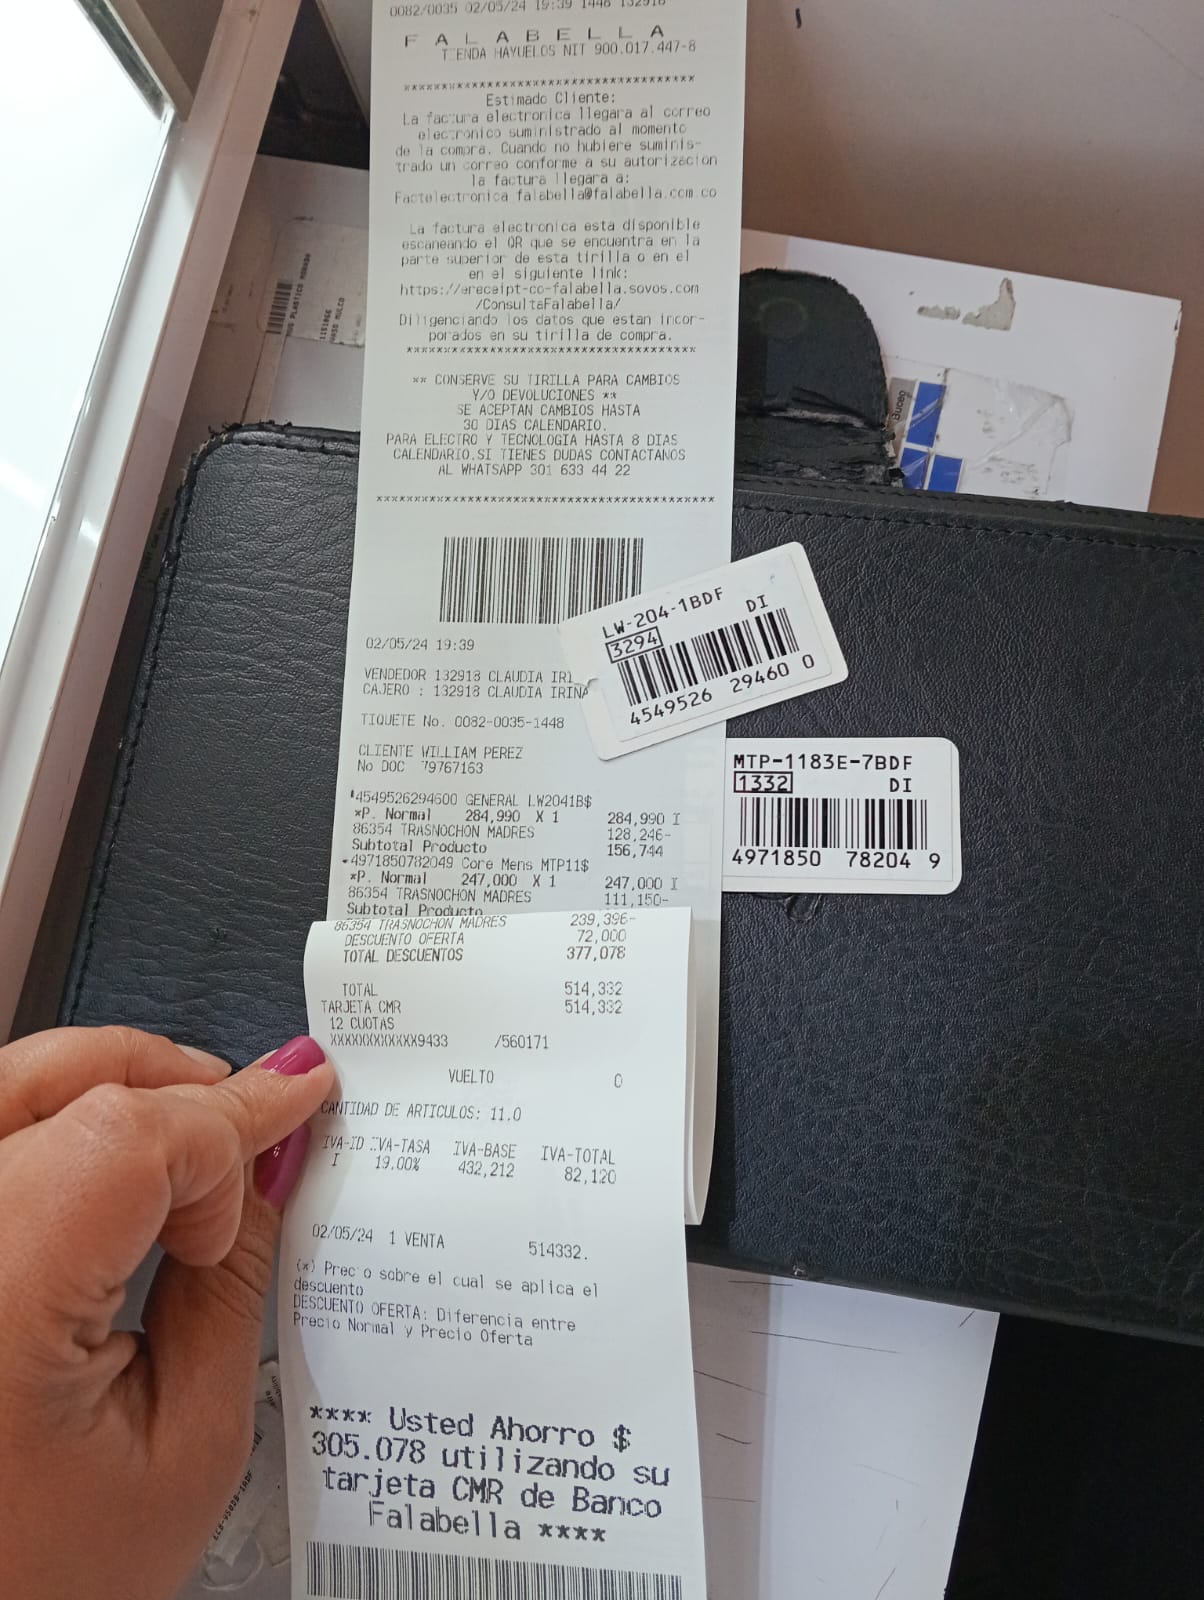 0082/0035 02/05/24 19:39 1448 132918
F A L A B E L L A
TIENDA HAYUELOS NIT 900.017.447-8
****************************************
Estimado Cliente:
La factura electronica llegara al correo
electronico suministrado al momento
de la compra. Cuando no hubiere suminis-
trado un correo conforme a su autorizacion
la factura llegara a:
Factelectronica falabella@falabella.com.co
La factura electronica esta disponible
escaneando el QR que se encuentra en la
parte superior de esta tirilla o en el
en el siguiente link:
https://ereceipt-co-falabella.sovos.com
/ConsultaFalabella/
Diligenciando los datos que estan incor-
porados en su tirilla de compra.
****************************************
** CONSERVE SU TIRILLA PARA CAMBIOS
Y/O DEVOLUCIONES **
SE ACEPTAN CAMBIOS HASTA
30 DIAS CALENDARIO.
PARA ELECTRO Y TECNOLOGIA HASTA 8 DIAS
CALENDARIO.SI TIENES DUDAS CONTACTANOS
AL WHATSAPP 301 633 44 22
****************************************
02/05/24 19:39
VENDEDOR 132918 CLAUDIA IRI
CAJERO : 132918 CLAUDIA IRINA
TIQUETE No. 0082-0035-1448
CLIENTE WILLIAM PEREZ
No DOC 79767163
4549526294600 GENERAL LW2041B$
*P. Normal 284,990 X 1 284,990 I
86354 TRASNOCHON MADRES 128,246-
Subtotal Producto 156,744
4971850782049 Core Mens MTP11$
*P. Normal 247,000 X 1 247,000 I
86354 TRASNOCHON MADRES 111,150-
Subtotal Producto
86354 TRASNOCHON MADRES 239,396-
DESCUENTO OFERTA 72,000
TOTAL DESCUENTOS 377,078
TOTAL 514,332
TARJETA CMR 514,332
12 CUOTAS
XXXXXXXXXXXX9433 /560171
VUELTO 0
CANTIDAD DE ARTICULOS: 11.0
IVA-ID IVA-TASA IVA-BASE IVA-TOTAL
I 19.00% 432,212 82,120
02/05/24 1 VENTA 514332.
(*) Precio sobre el cual se aplica el
descuento
DESCUENTO OFERTA: Diferencia entre
Precio Normal y Precio Oferta
**** Usted Ahorro $
305.078 utilizando su
tarjeta CMR de Banco
Falabella ****
LW-204-1BDF
3294 DI
4549526 29460 0
MTP-1183E-7BDF
1332 DI
4971850 78204 9
MUG PLASTICO MORADA
Buceo